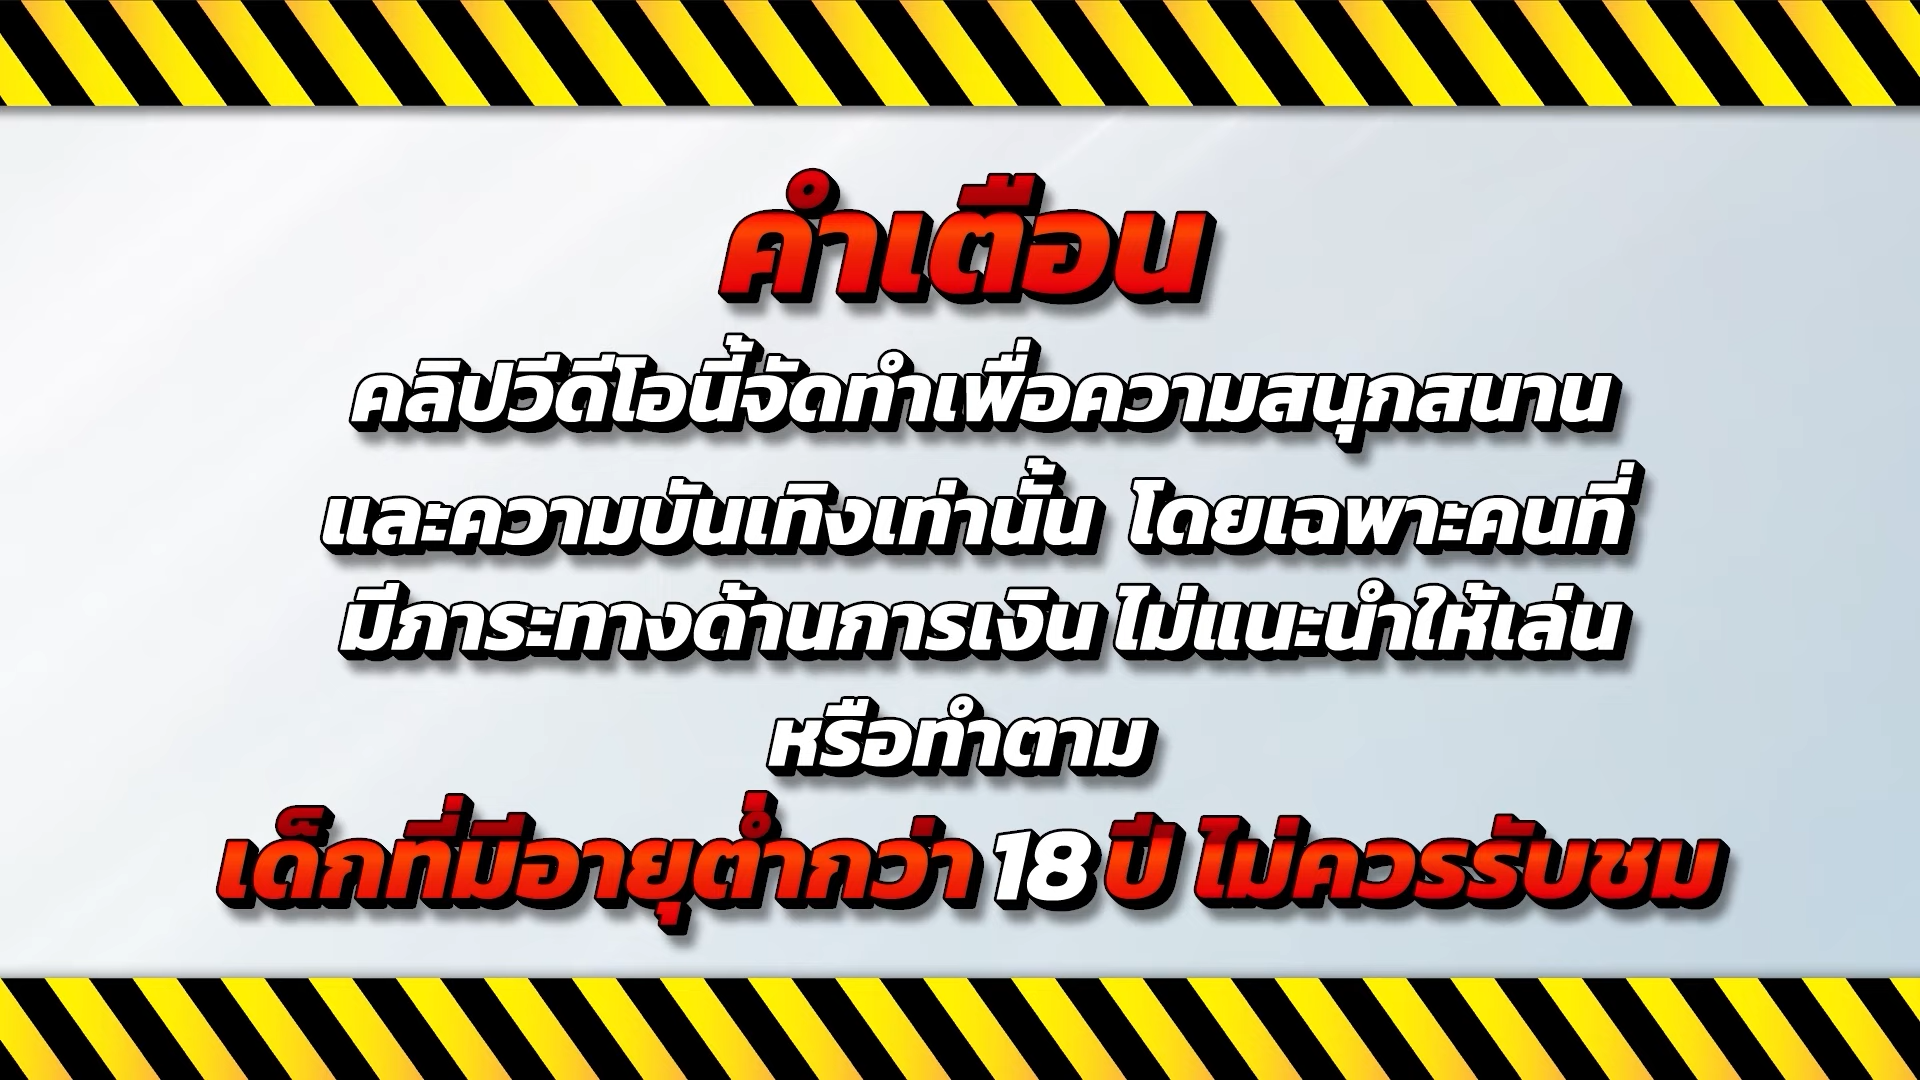 คำเตือน
คลิปวีดีโอนี้จัดทำเพื่อความสนุกสนาน
และความบันเทิงเท่านั้น โดยเฉพาะคนที่
มีภาระทางด้านการเงิน ไม่แนะนำให้เล่น
หรือทำตาม
เด็กที่มีอายุต่ำกว่า 18 ปี ไม่ควรรับชม